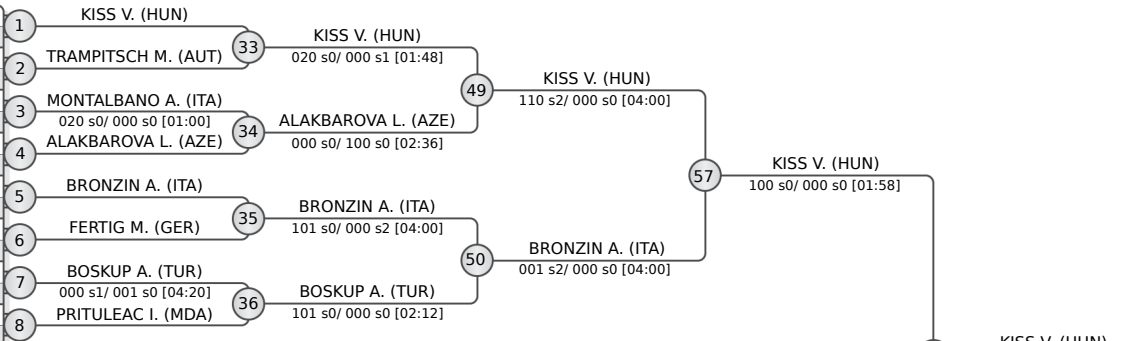 1
KISS V. (HUN)
33
KISS V. (HUN)
020 s0/ 000 s1 [01:48]
2
TRAMPITSCH M. (AUT)
49
KISS V. (HUN)
110 s2/ 000 s0 [04:00]
3
MONTALBANO A. (ITA)
020 s0/ 000 s0 [01:00]
34
ALAKBAROVA L. (AZE)
000 s0/ 100 s0 [02:36]
4
ALAKBAROVA L. (AZE)
57
KISS V. (HUN)
100 s0/ 000 s0 [01:58]
5
BRONZIN A. (ITA)
35
BRONZIN A. (ITA)
101 s0/ 000 s2 [04:00]
6
FERTIG M. (GER)
50
BRONZIN A. (ITA)
001 s2/ 000 s0 [04:00]
7
BOSKUP A. (TUR)
000 s1/ 001 s0 [04:20]
36
BOSKUP A. (TUR)
101 s0/ 000 s0 [02:12]
8
PRITULEAC I. (MDA)
KISS V. (HUN)